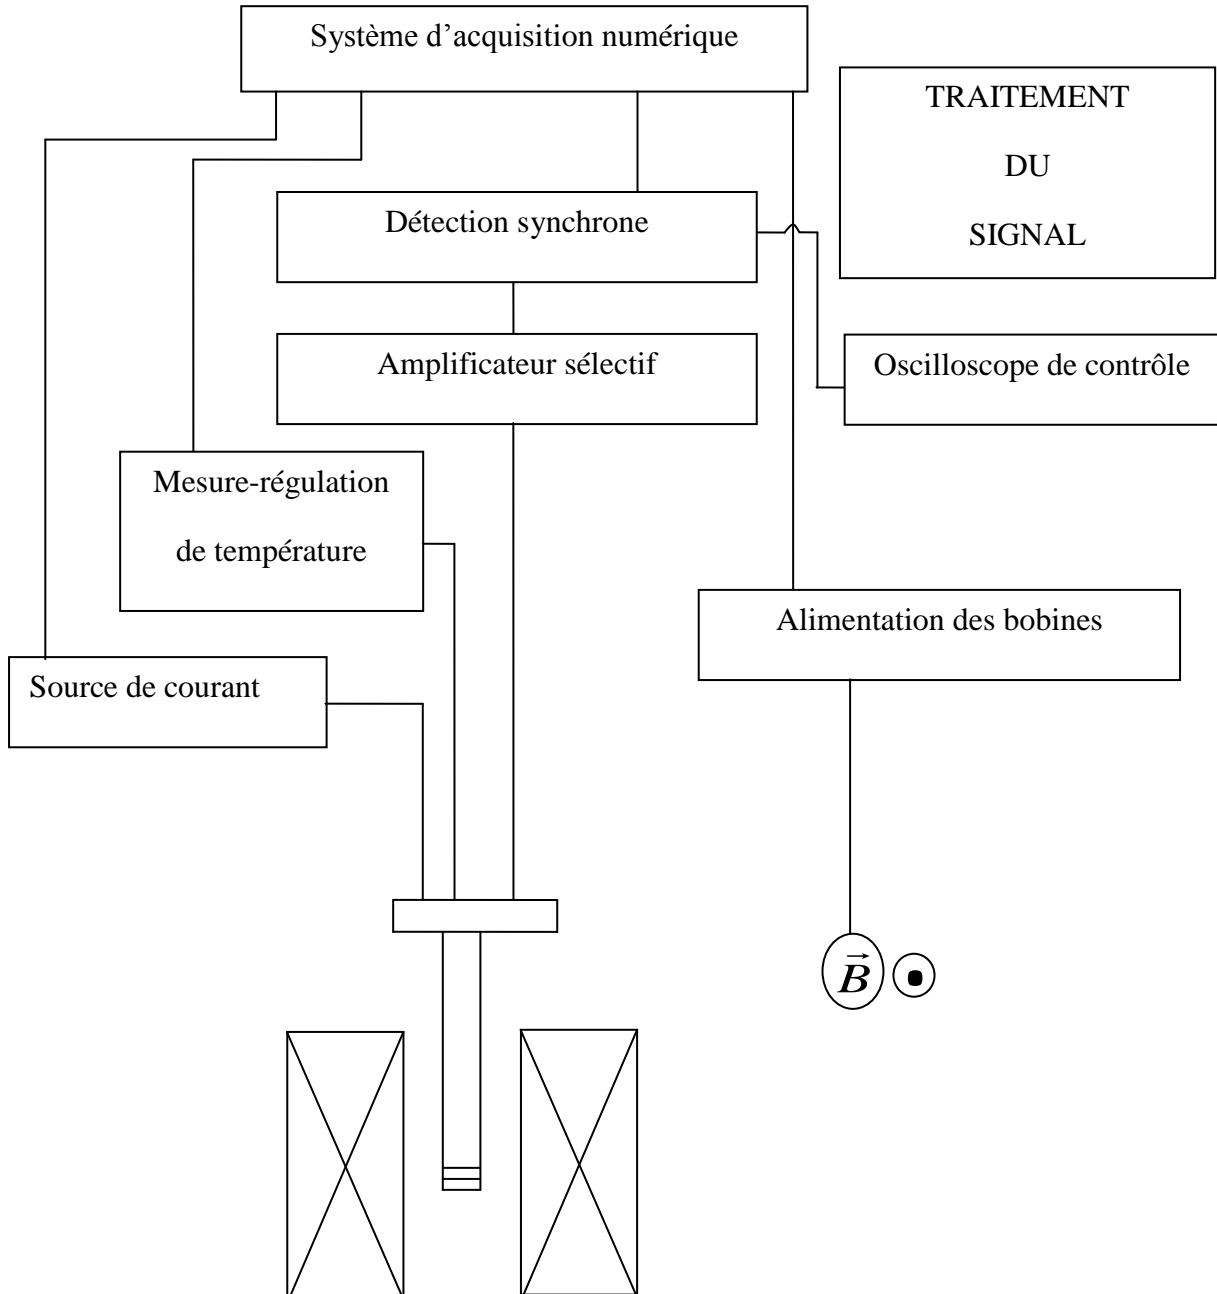 Système d’acquisition numérique
TRAITEMENT
DU
SIGNAL
Détection synchrone
Amplificateur sélectif
Oscilloscope de contrôle
Mesure-régulation
de température
Alimentation des bobines
Source de courant
B⃗